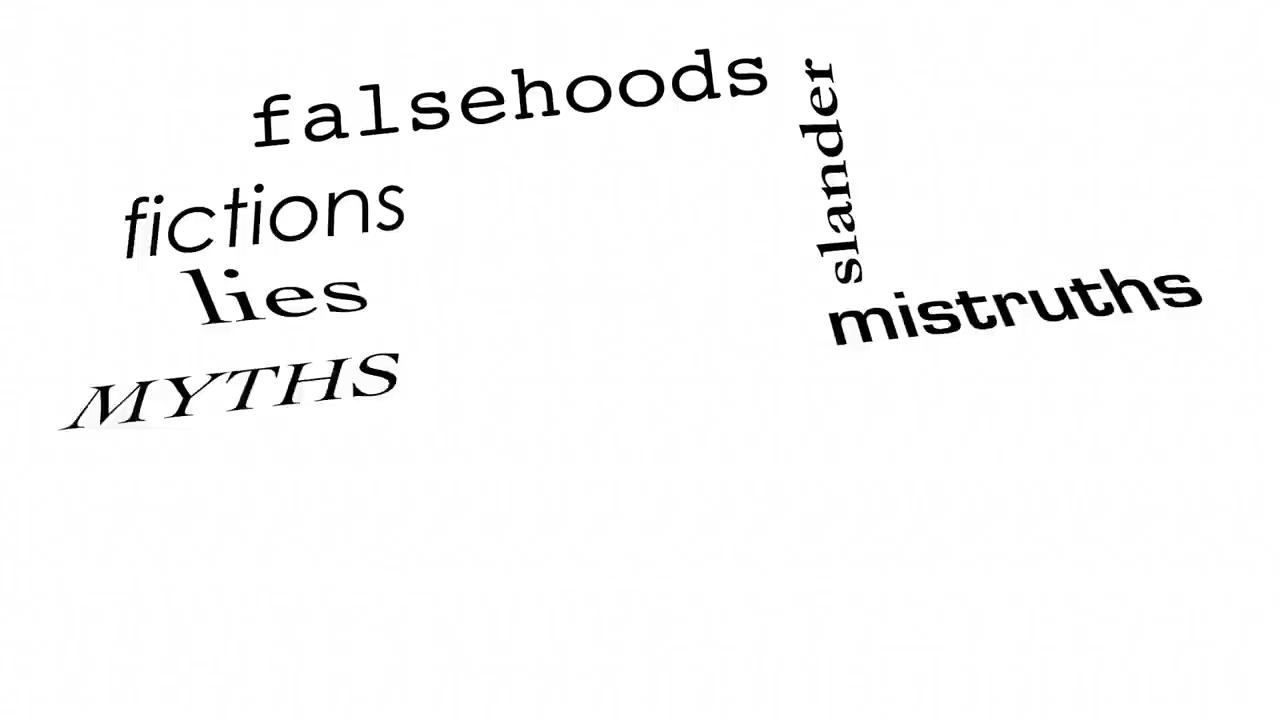 falsehoods
slander
fictions
lies
mistruths
MYTHS